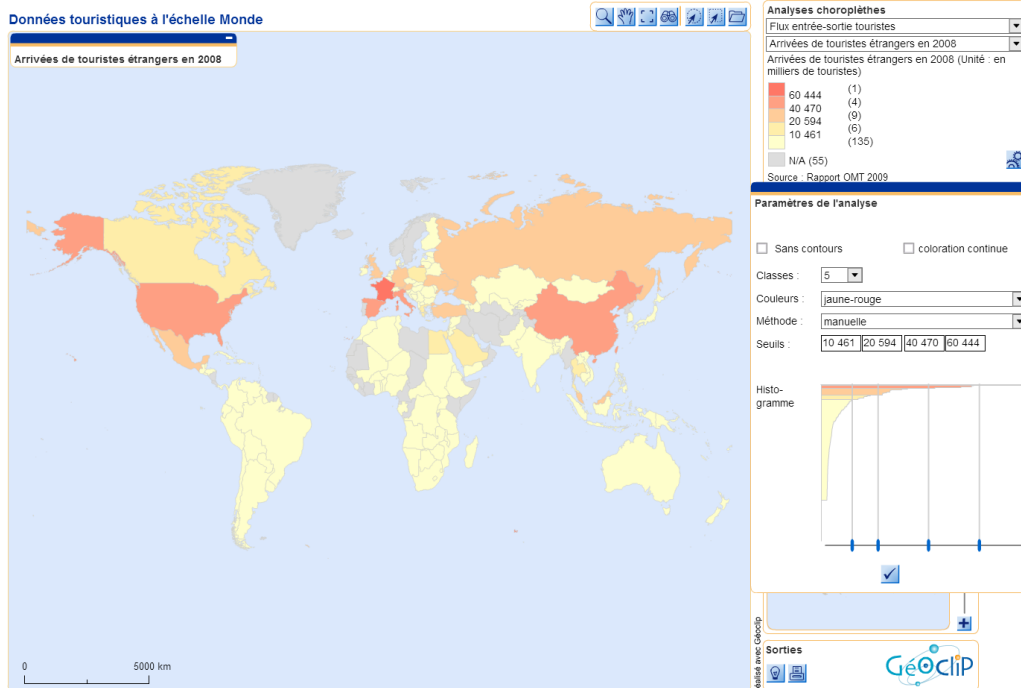 Données touristiques à l'échelle Monde
Arrivées de touristes étrangers en 2008
0
5000 km
Analyses choroplèthes
Flux entrée-sortie touristes
Arrivées de touristes étrangers en 2008
Arrivées de touristes étrangers en 2008 (Unité : en
milliers de touristes)
(1)
60 444
(4)
40 470
(9)
20 594
(6)
10 461
(135)
N/A (55)
Source : Rapport OMT 2009
Paramètres de l'analyse
Sans contours
coloration continue
Classes :
5
Couleurs :
jaune-rouge
Méthode :
manuelle
Seuils :
10 461
20 594
40 470
60 444
Histo-
gramme
éalisé avec Géoclip
Sorties
GéOcliP